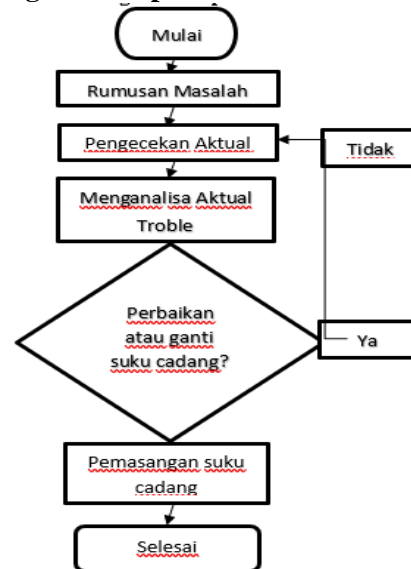 Mulai
Rumusan Masalah
Pengecekan Aktual
Tidak
Menganalisa Aktual
Troble
Perbaikan
atau ganti
suku cadang?
Ya
Pemasangan suku
cadang
Selesai